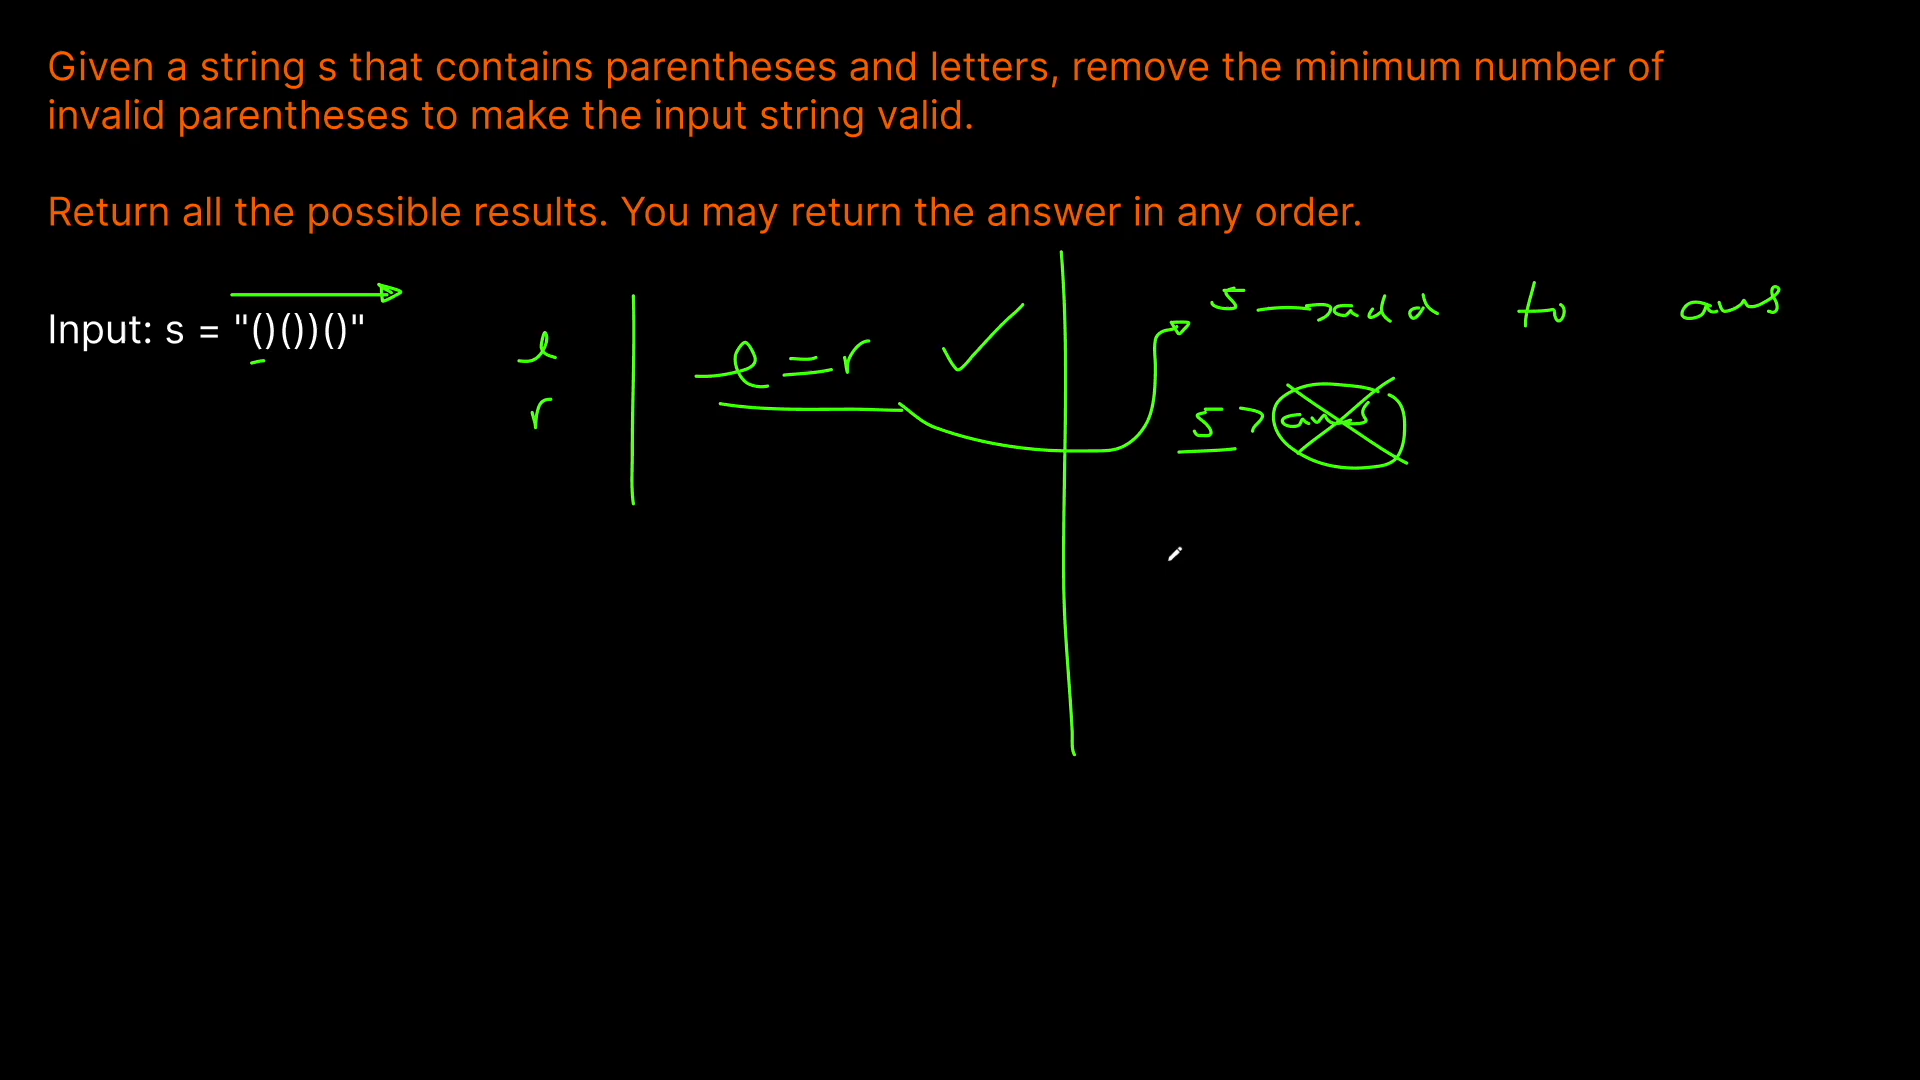 Given a string s that contains parentheses and letters, remove the minimum number of
invalid parentheses to make the input string valid.
Return all the possible results. You may return the answer in any order.
Input: s = "()())()"
l
r
l = r
s → add to ans
s > ans